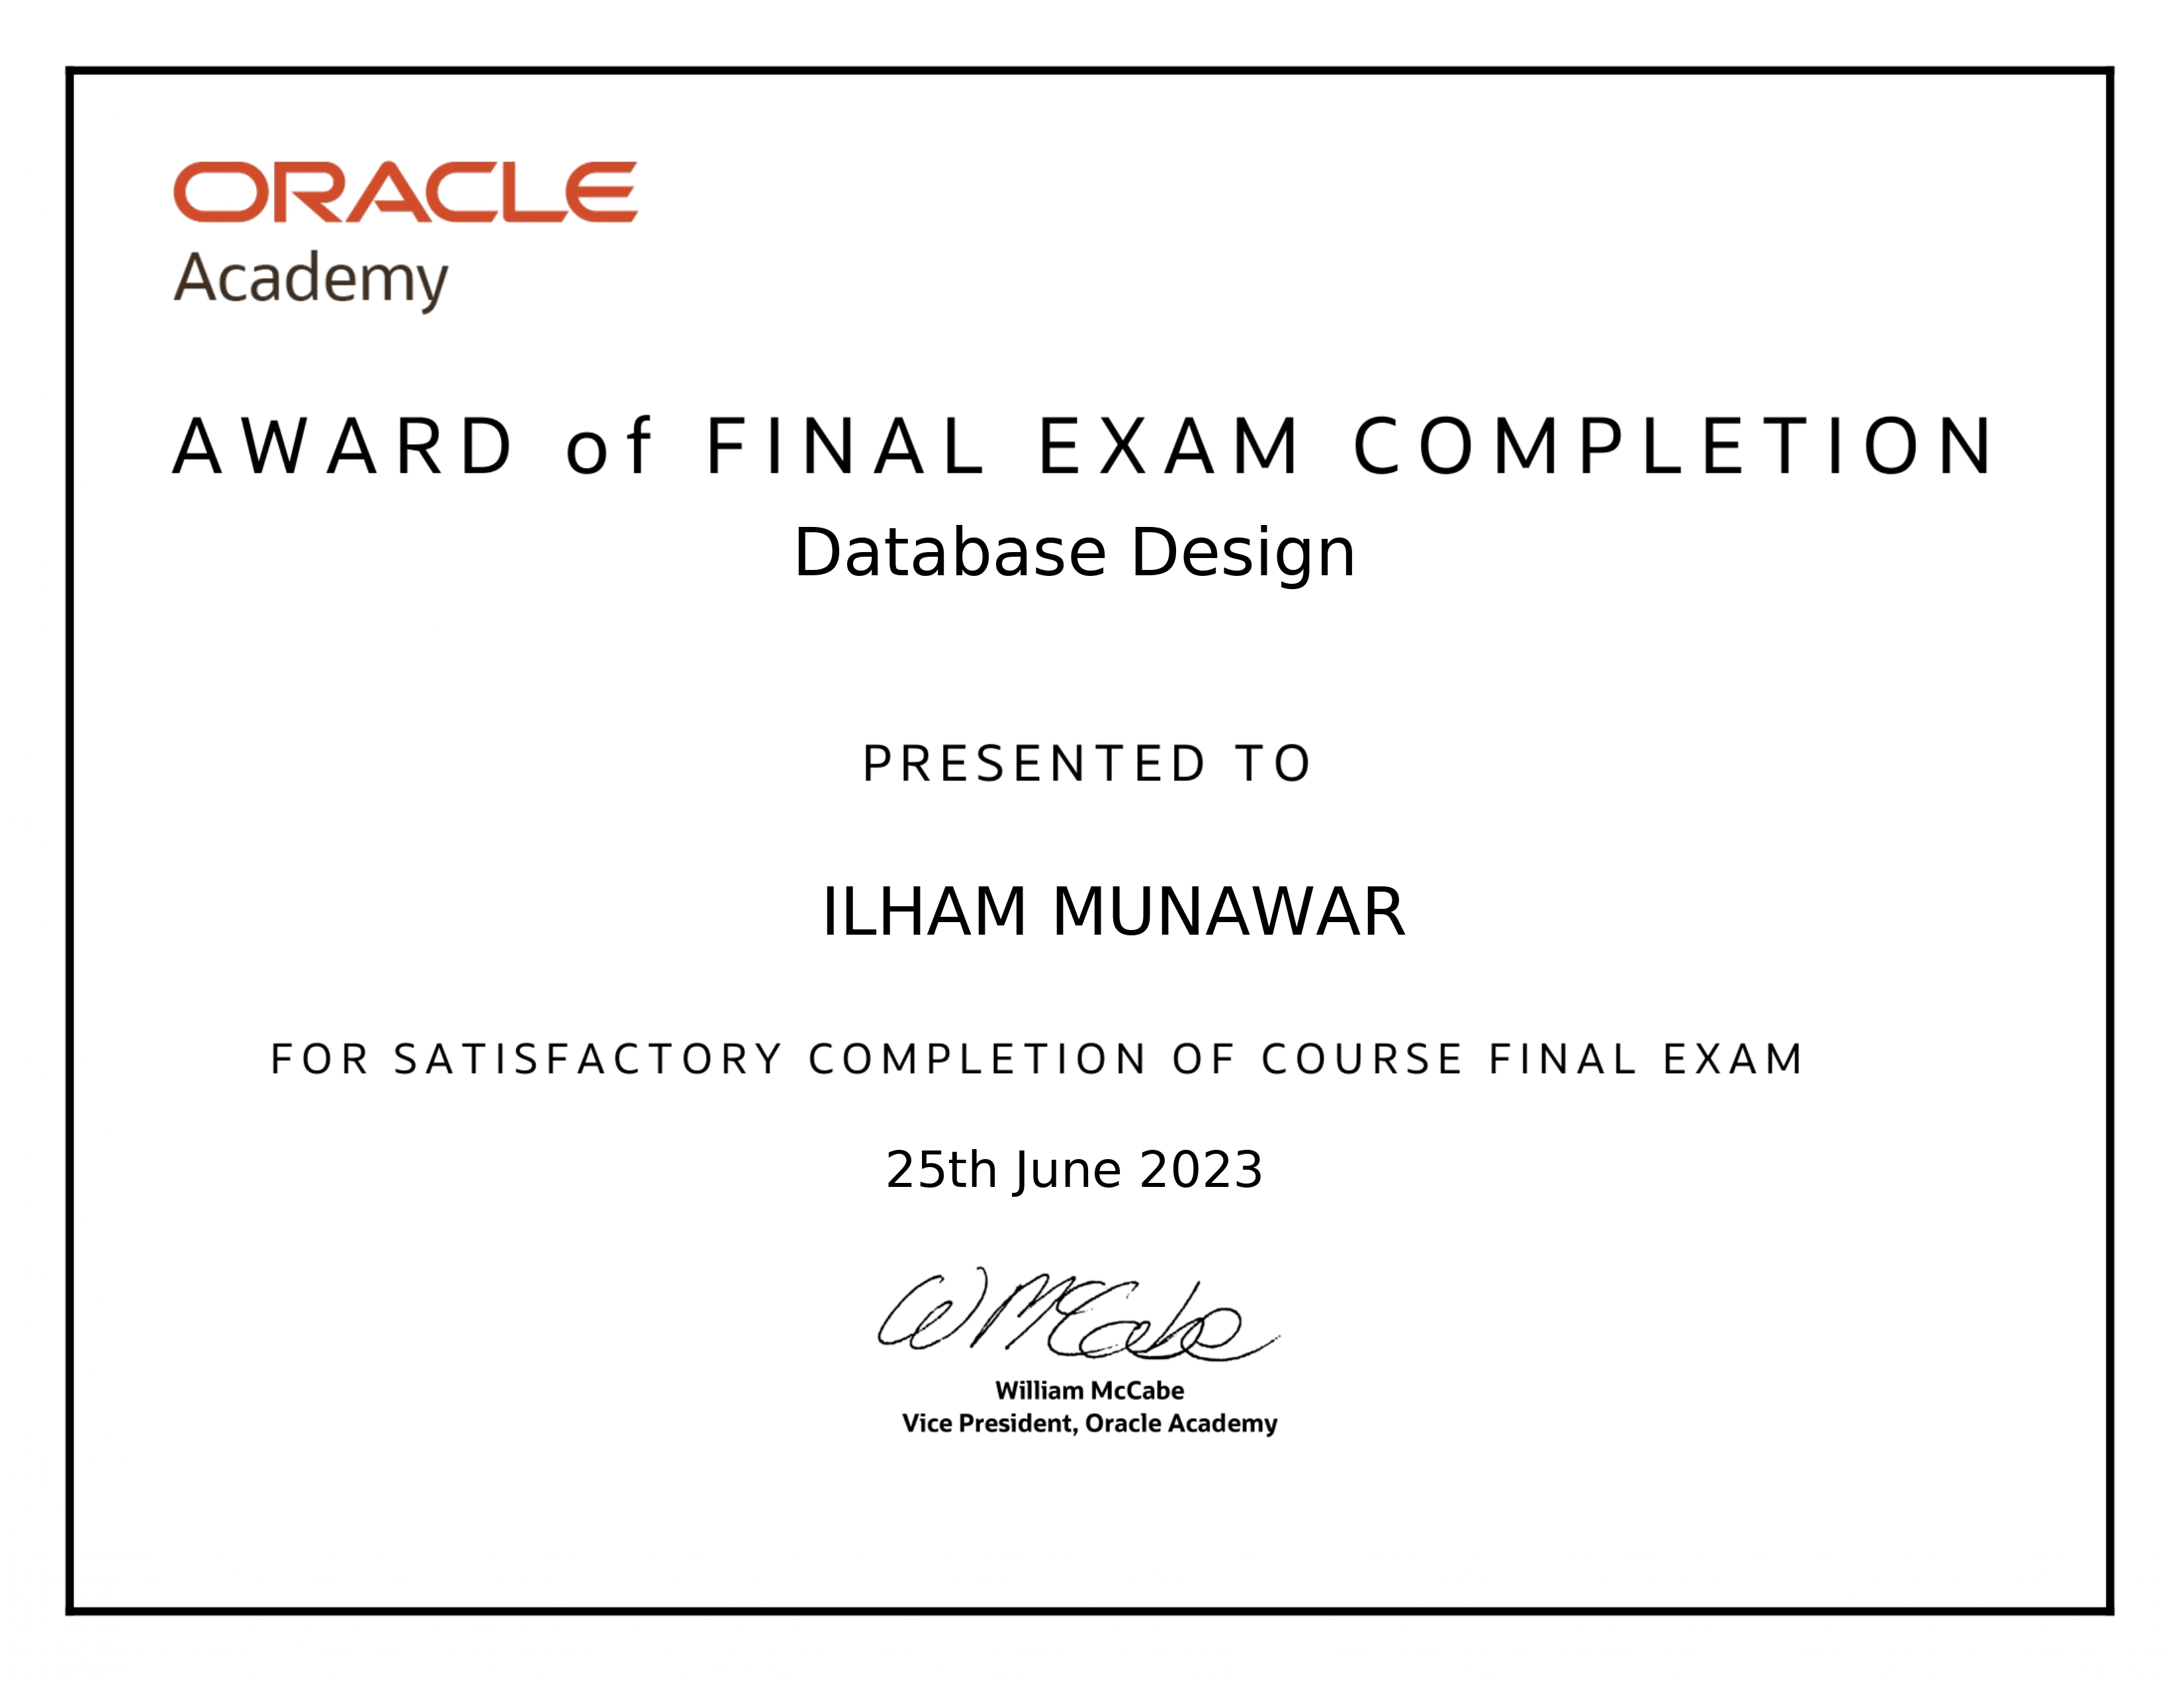 ORACLE
Academy
AWARD of FINAL EXAM COMPLETION
Database Design
PRESENTED TO
ILHAM MUNAWAR
FOR SATISFACTORY COMPLETION OF COURSE FINAL EXAM
25th June 2023
W McCabe
William McCabe
Vice President, Oracle Academy